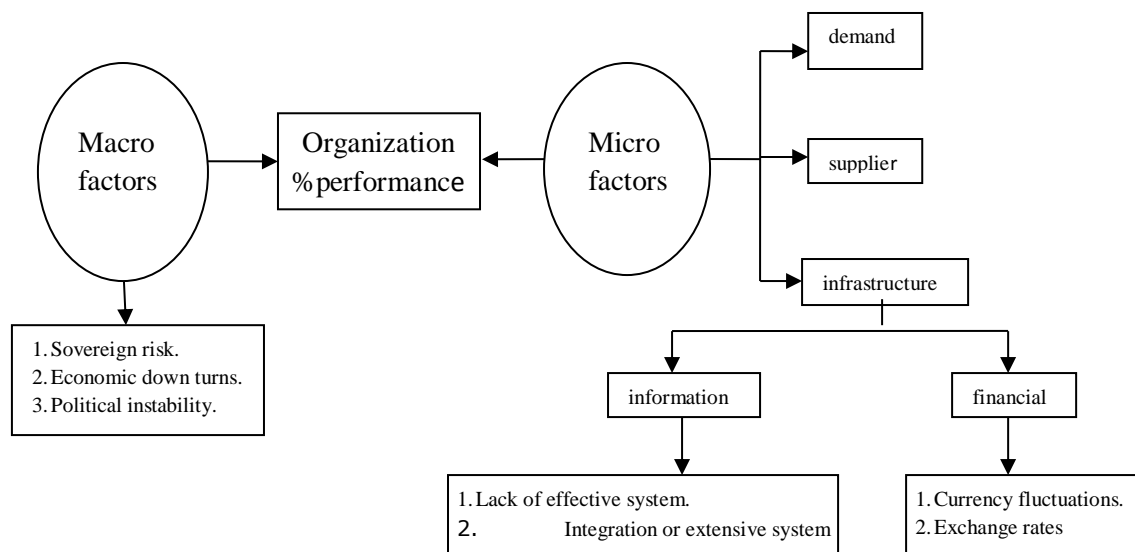 demand
Macro
factors
Organization
%performance
Micro
factors
supplier
infrastructure
1. Sovereign risk.
2. Economic down turns.
3. Political instability.
information
financial
1. Lack of effective system.
2. Integration or extensive system
1. Currency fluctuations.
2. Exchange rates